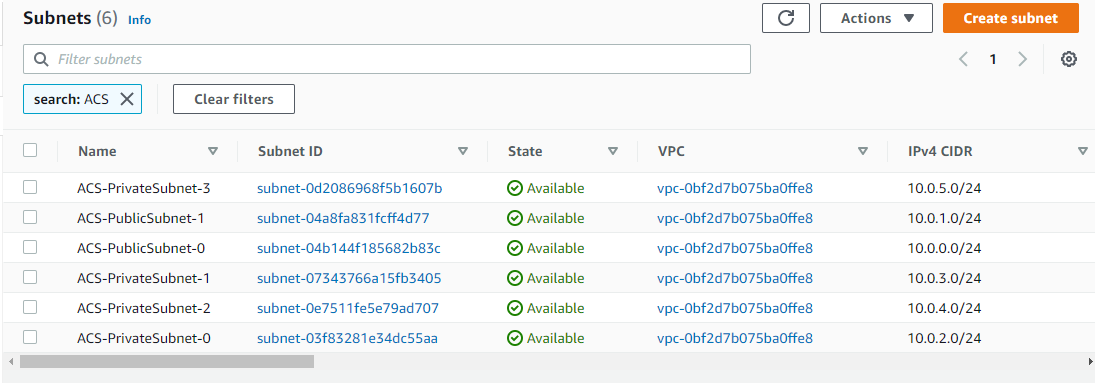 Subnets (6) Info Actions Create subnet
Filter subnets 1
search: ACS Clear filters
Name Subnet ID State VPC IPv4 CIDR
ACS-PrivateSubnet-3 subnet-0d2086968f5b1607b Available vpc-0bf2d7b075ba0ffe8 10.0.5.0/24
ACS-PublicSubnet-1 subnet-04a8fa831fcff4d77 Available vpc-0bf2d7b075ba0ffe8 10.0.1.0/24
ACS-PublicSubnet-0 subnet-04b144f185682b83c Available vpc-0bf2d7b075ba0ffe8 10.0.0.0/24
ACS-PrivateSubnet-1 subnet-07343766a15fb3405 Available vpc-0bf2d7b075ba0ffe8 10.0.3.0/24
ACS-PrivateSubnet-2 subnet-0e7511fe5e79ad707 Available vpc-0bf2d7b075ba0ffe8 10.0.4.0/24
ACS-PrivateSubnet-0 subnet-03f83281e34dc55aa Available vpc-0bf2d7b075ba0ffe8 10.0.2.0/24